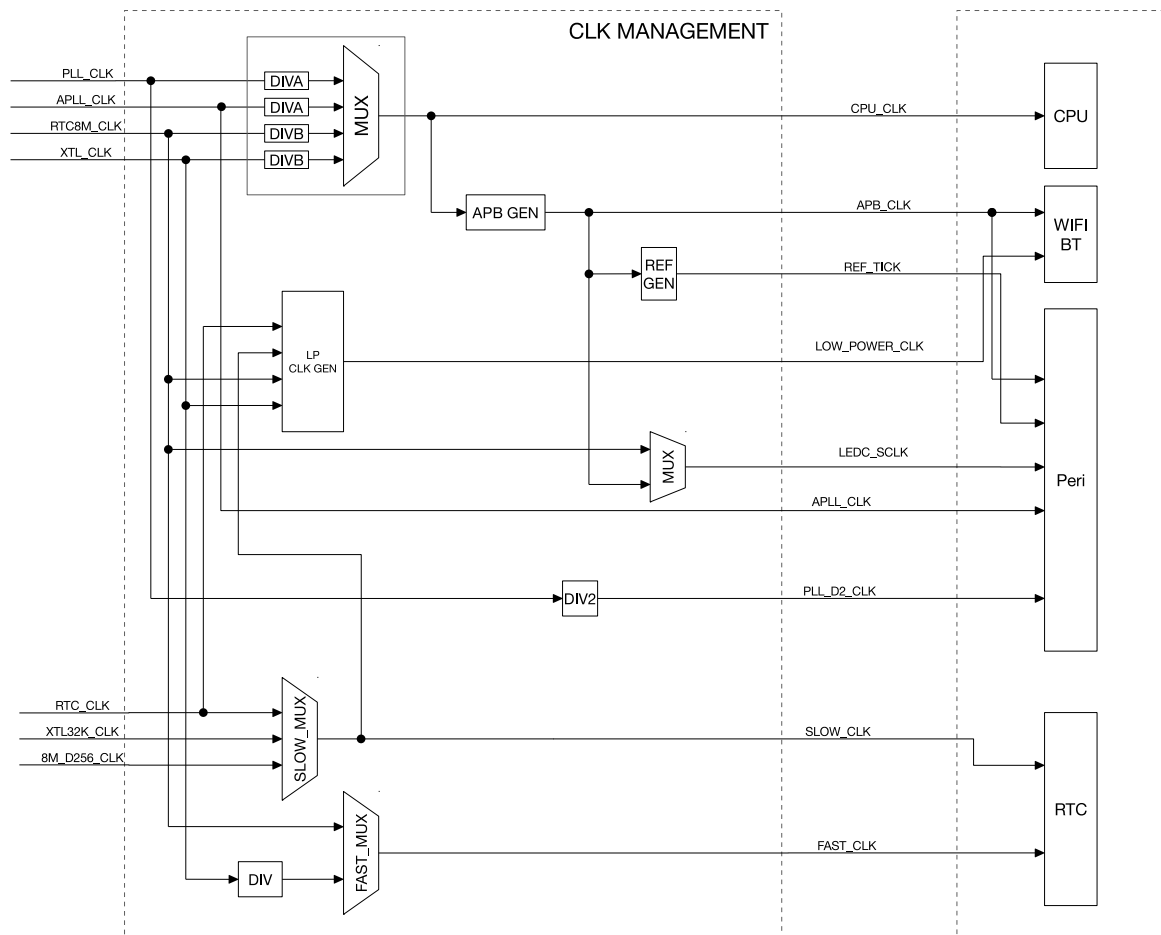 CLK MANAGEMENT
PLL_CLK
APLL_CLK
RTC8M_CLK
XTL_CLK
DIVA
DIVA
DIVB
DIVB
MUX
CPU_CLK
CPU
APB GEN
APB_CLK
WIFI
BT
REF
GEN
REF_TICK
LP
CLK GEN
LOW_POWER_CLK
MUX
LEDC_SCLK
Peri
APLL_CLK
DIV2
PLL_D2_CLK
RTC_CLK
XTL32K_CLK
8M_D256_CLK
SLOW_MUX
SLOW_CLK
RTC
FAST_MUX
FAST_CLK
DIV